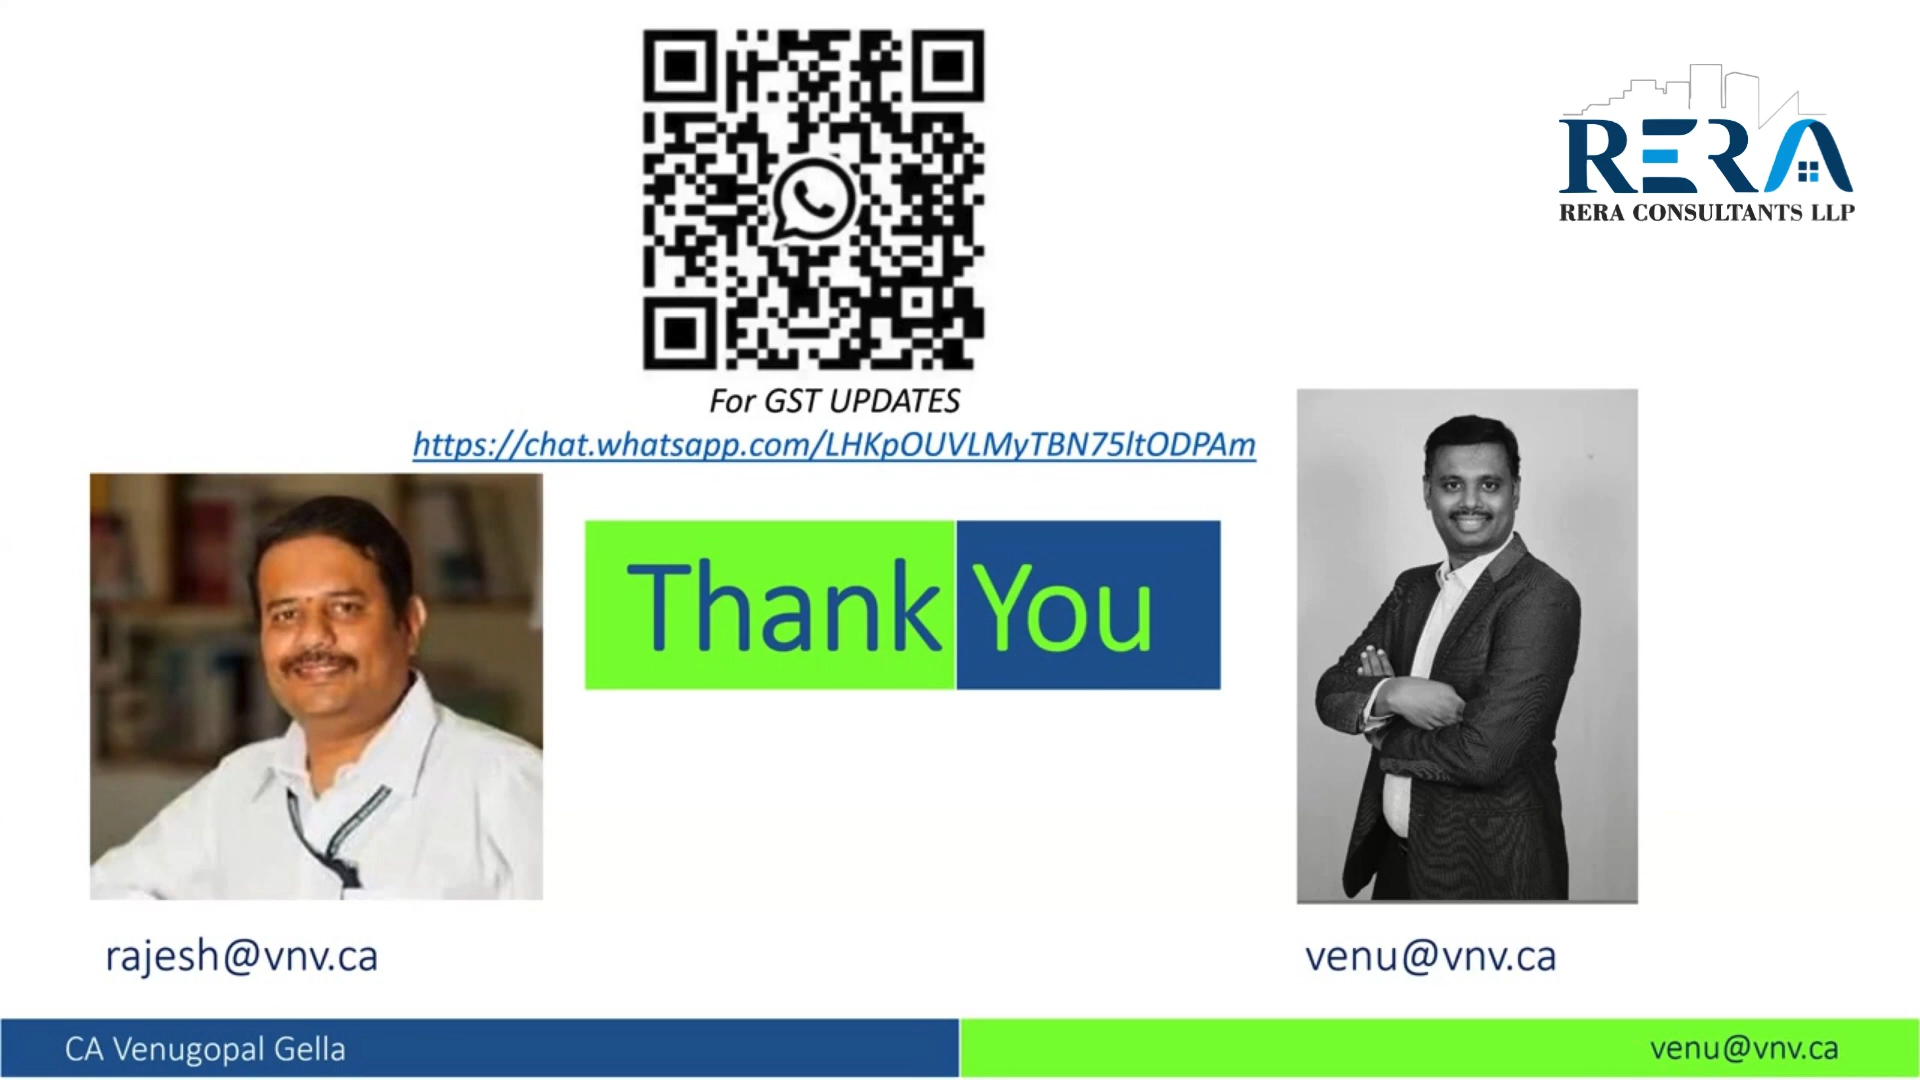 RERA
RERA CONSULTANTS LLP
For GST UPDATES
https://chat.whatsapp.com/LHKpOUVLMyTBN75ltODPAm
Thank You
rajesh@vnv.ca
venu@vnv.ca
CA Venugopal Gella
venu@vnv.ca